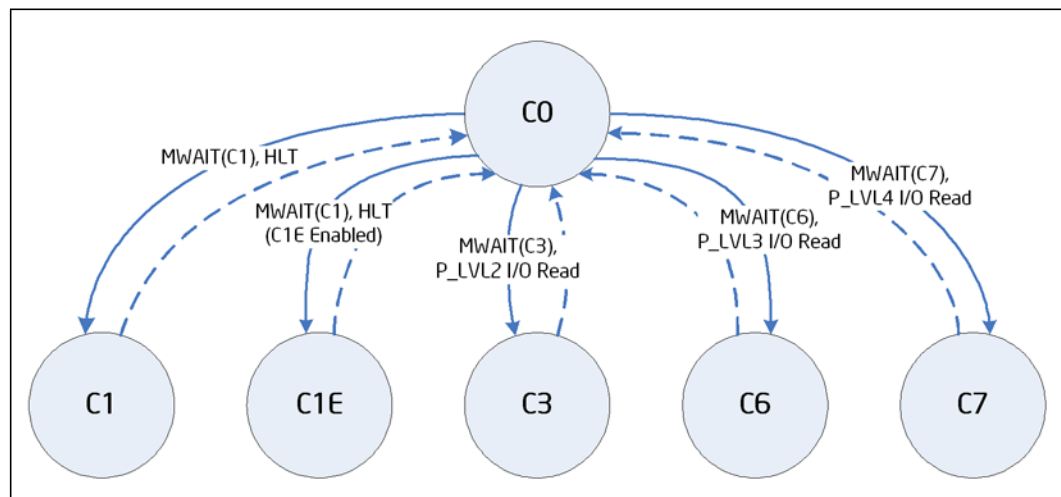 C0
MWAIT(C1), HLT
MWAIT(C1), HLT
(C1E Enabled)
MWAIT(C3),
P_LVL2 I/O Read
MWAIT(C6),
P_LVL3 I/O Read
MWAIT(C7),
P_LVL4 I/O Read
C1
C1E
C3
C6
C7